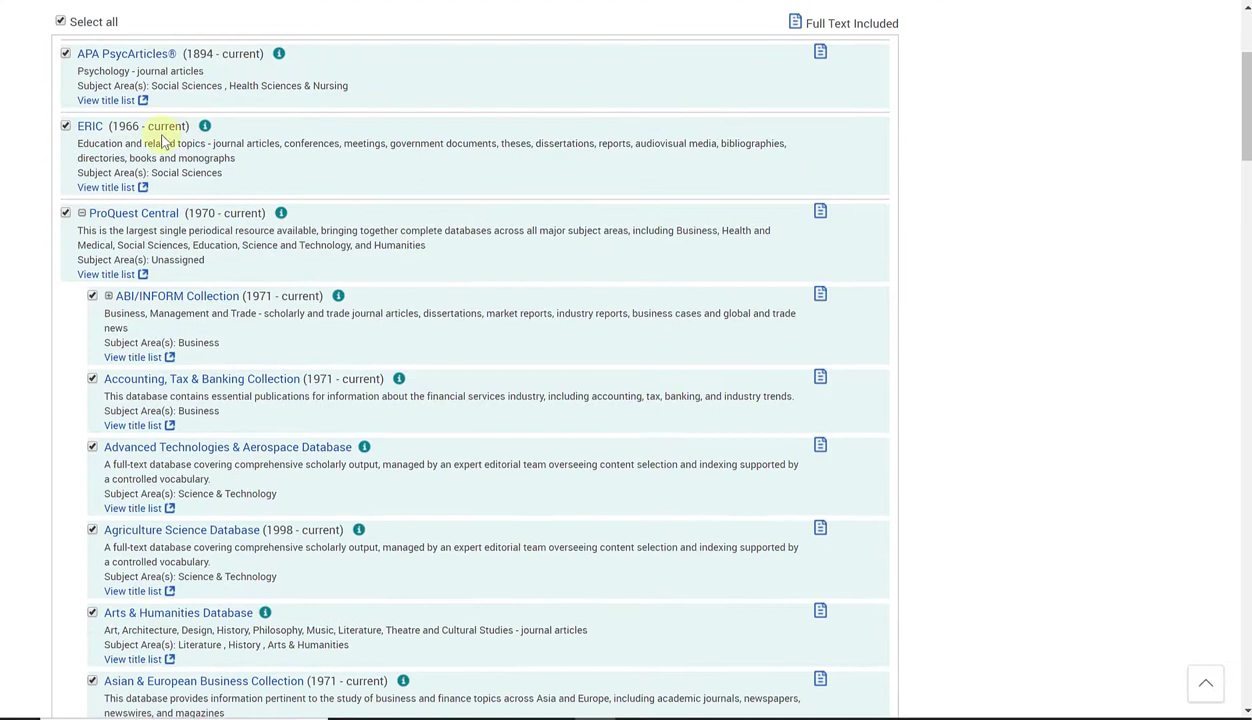 Select all
Full Text Included
APA PsycArticles® (1894 - current)
Psychology - journal articles
Subject Area(s): Social Sciences , Health Sciences & Nursing
View title list
ERIC (1966 - current)
Education and related topics - journal articles, conferences, meetings, government documents, theses, dissertations, reports, audiovisual media, bibliographies,
directories, books and monographs
Subject Area(s): Social Sciences
View title list
ProQuest Central (1970 - current)
This is the largest single periodical resource available, bringing together complete databases across all major subject areas, including Business, Health and
Medical, Social Sciences, Education, Science and Technology, and Humanities
Subject Area(s): Unassigned
View title list
ABI/INFORM Collection (1971 - current)
Business, Management and Trade - scholarly and trade journal articles, dissertations, market reports, industry reports, business cases and global and trade
news
Subject Area(s): Business
View title list
Accounting, Tax & Banking Collection (1971 - current)
This database contains essential publications for information about the financial services industry, including accounting, tax, banking, and industry trends.
Subject Area(s): Business
View title list
Advanced Technologies & Aerospace Database
A full-text database covering comprehensive scholarly output, managed by an expert editorial team overseeing content selection and indexing supported by
a controlled vocabulary.
Subject Area(s): Science & Technology
View title list
Agriculture Science Database (1998 - current)
A full-text database covering comprehensive scholarly output, managed by an expert editorial team overseeing content selection and indexing supported by
a controlled vocabulary.
Subject Area(s): Science & Technology
View title list
Arts & Humanities Database
Art, Architecture, Design, History, Philosophy, Music, Literature, Theatre and Cultural Studies - journal articles
Subject Area(s): Literature , History , Arts & Humanities
View title list
Asian & European Business Collection (1971 - current)
This database provides information pertinent to the study of business and finance topics across Asia and Europe, including academic journals, newspapers,
newswires, and magazines